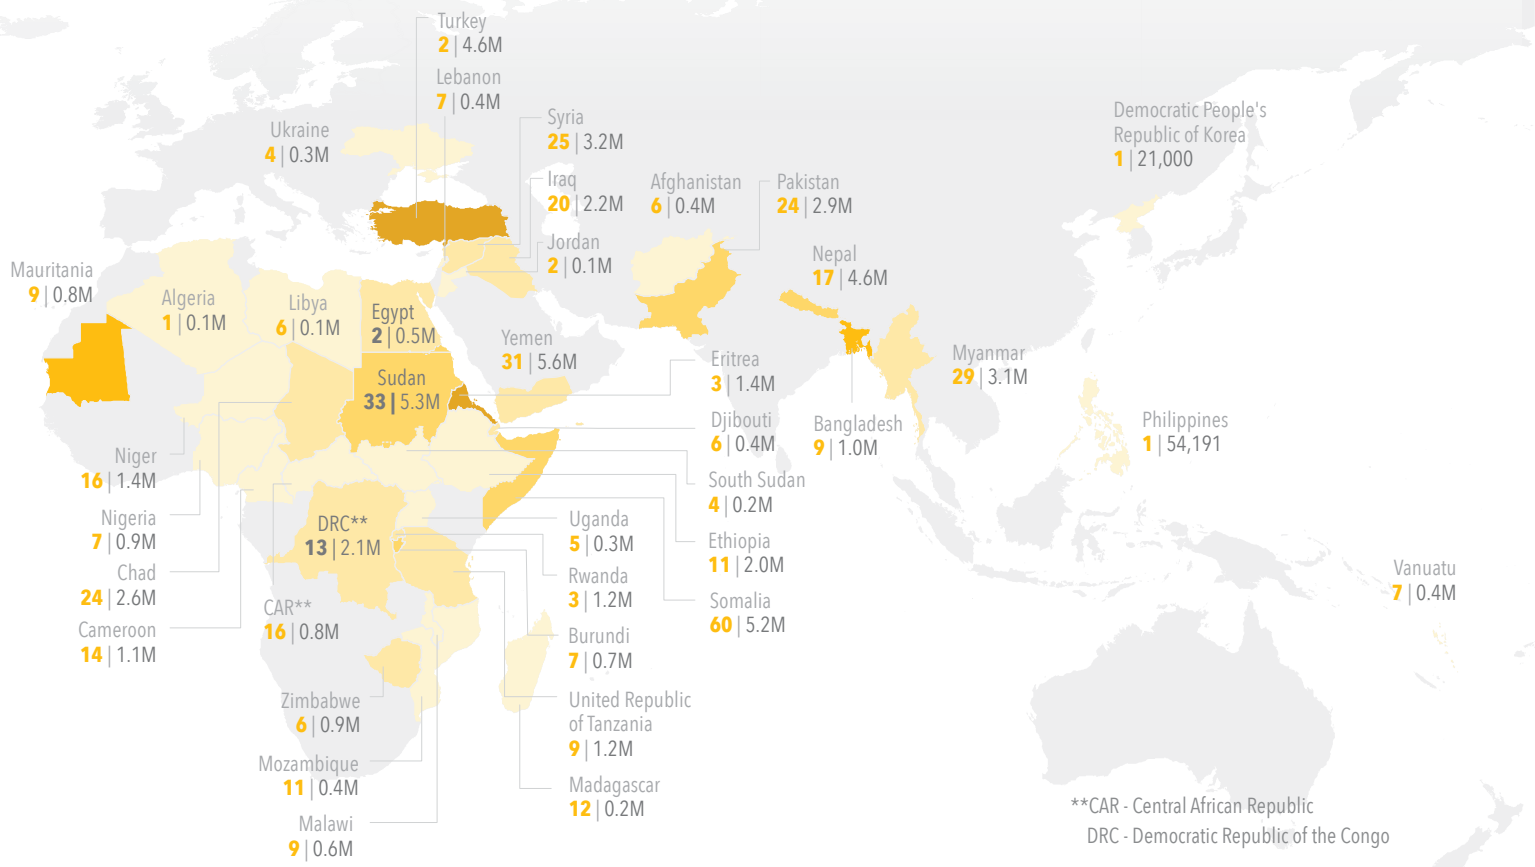 Turkey
2 | 4.6M
Lebanon
7 | 0.4M
Ukraine
4 | 0.3M
Syria
25 | 3.2M
Iraq
20 | 2.2M
Jordan
2 | 0.1M
Afghanistan
6 | 0.4M
Pakistan
24 | 2.9M
Democratic People's
Republic of Korea
1 | 21,000
Nepal
17 | 4.6M
Mauritania
9 | 0.8M
Algeria
1 | 0.1M
Libya
6 | 0.1M
Egypt
2 | 0.5M
Yemen
31 | 5.6M
Sudan
33 | 5.3M
Myanmar
29 | 3.1M
Eritrea
3 | 1.4M
Djibouti
6 | 0.4M
Bangladesh
9 | 1.0M
Philippines
1 | 54,191
Niger
16 | 1.4M
South Sudan
4 | 0.2M
Nigeria
7 | 0.9M
DRC**
13 | 2.1M
Uganda
5 | 0.3M
Ethiopia
11 | 2.0M
Chad
24 | 2.6M
Rwanda
3 | 1.2M
Somalia
60 | 5.2M
Vanuatu
7 | 0.4M
Cameroon
14 | 1.1M
CAR**
16 | 0.8M
Burundi
7 | 0.7M
Zimbabwe
6 | 0.9M
United Republic
of Tanzania
9 | 1.2M
Mozambique
11 | 0.4M
Madagascar
12 | 0.2M
Malawi
9 | 0.6M
**CAR - Central African Republic
DRC - Democratic Republic of the Congo